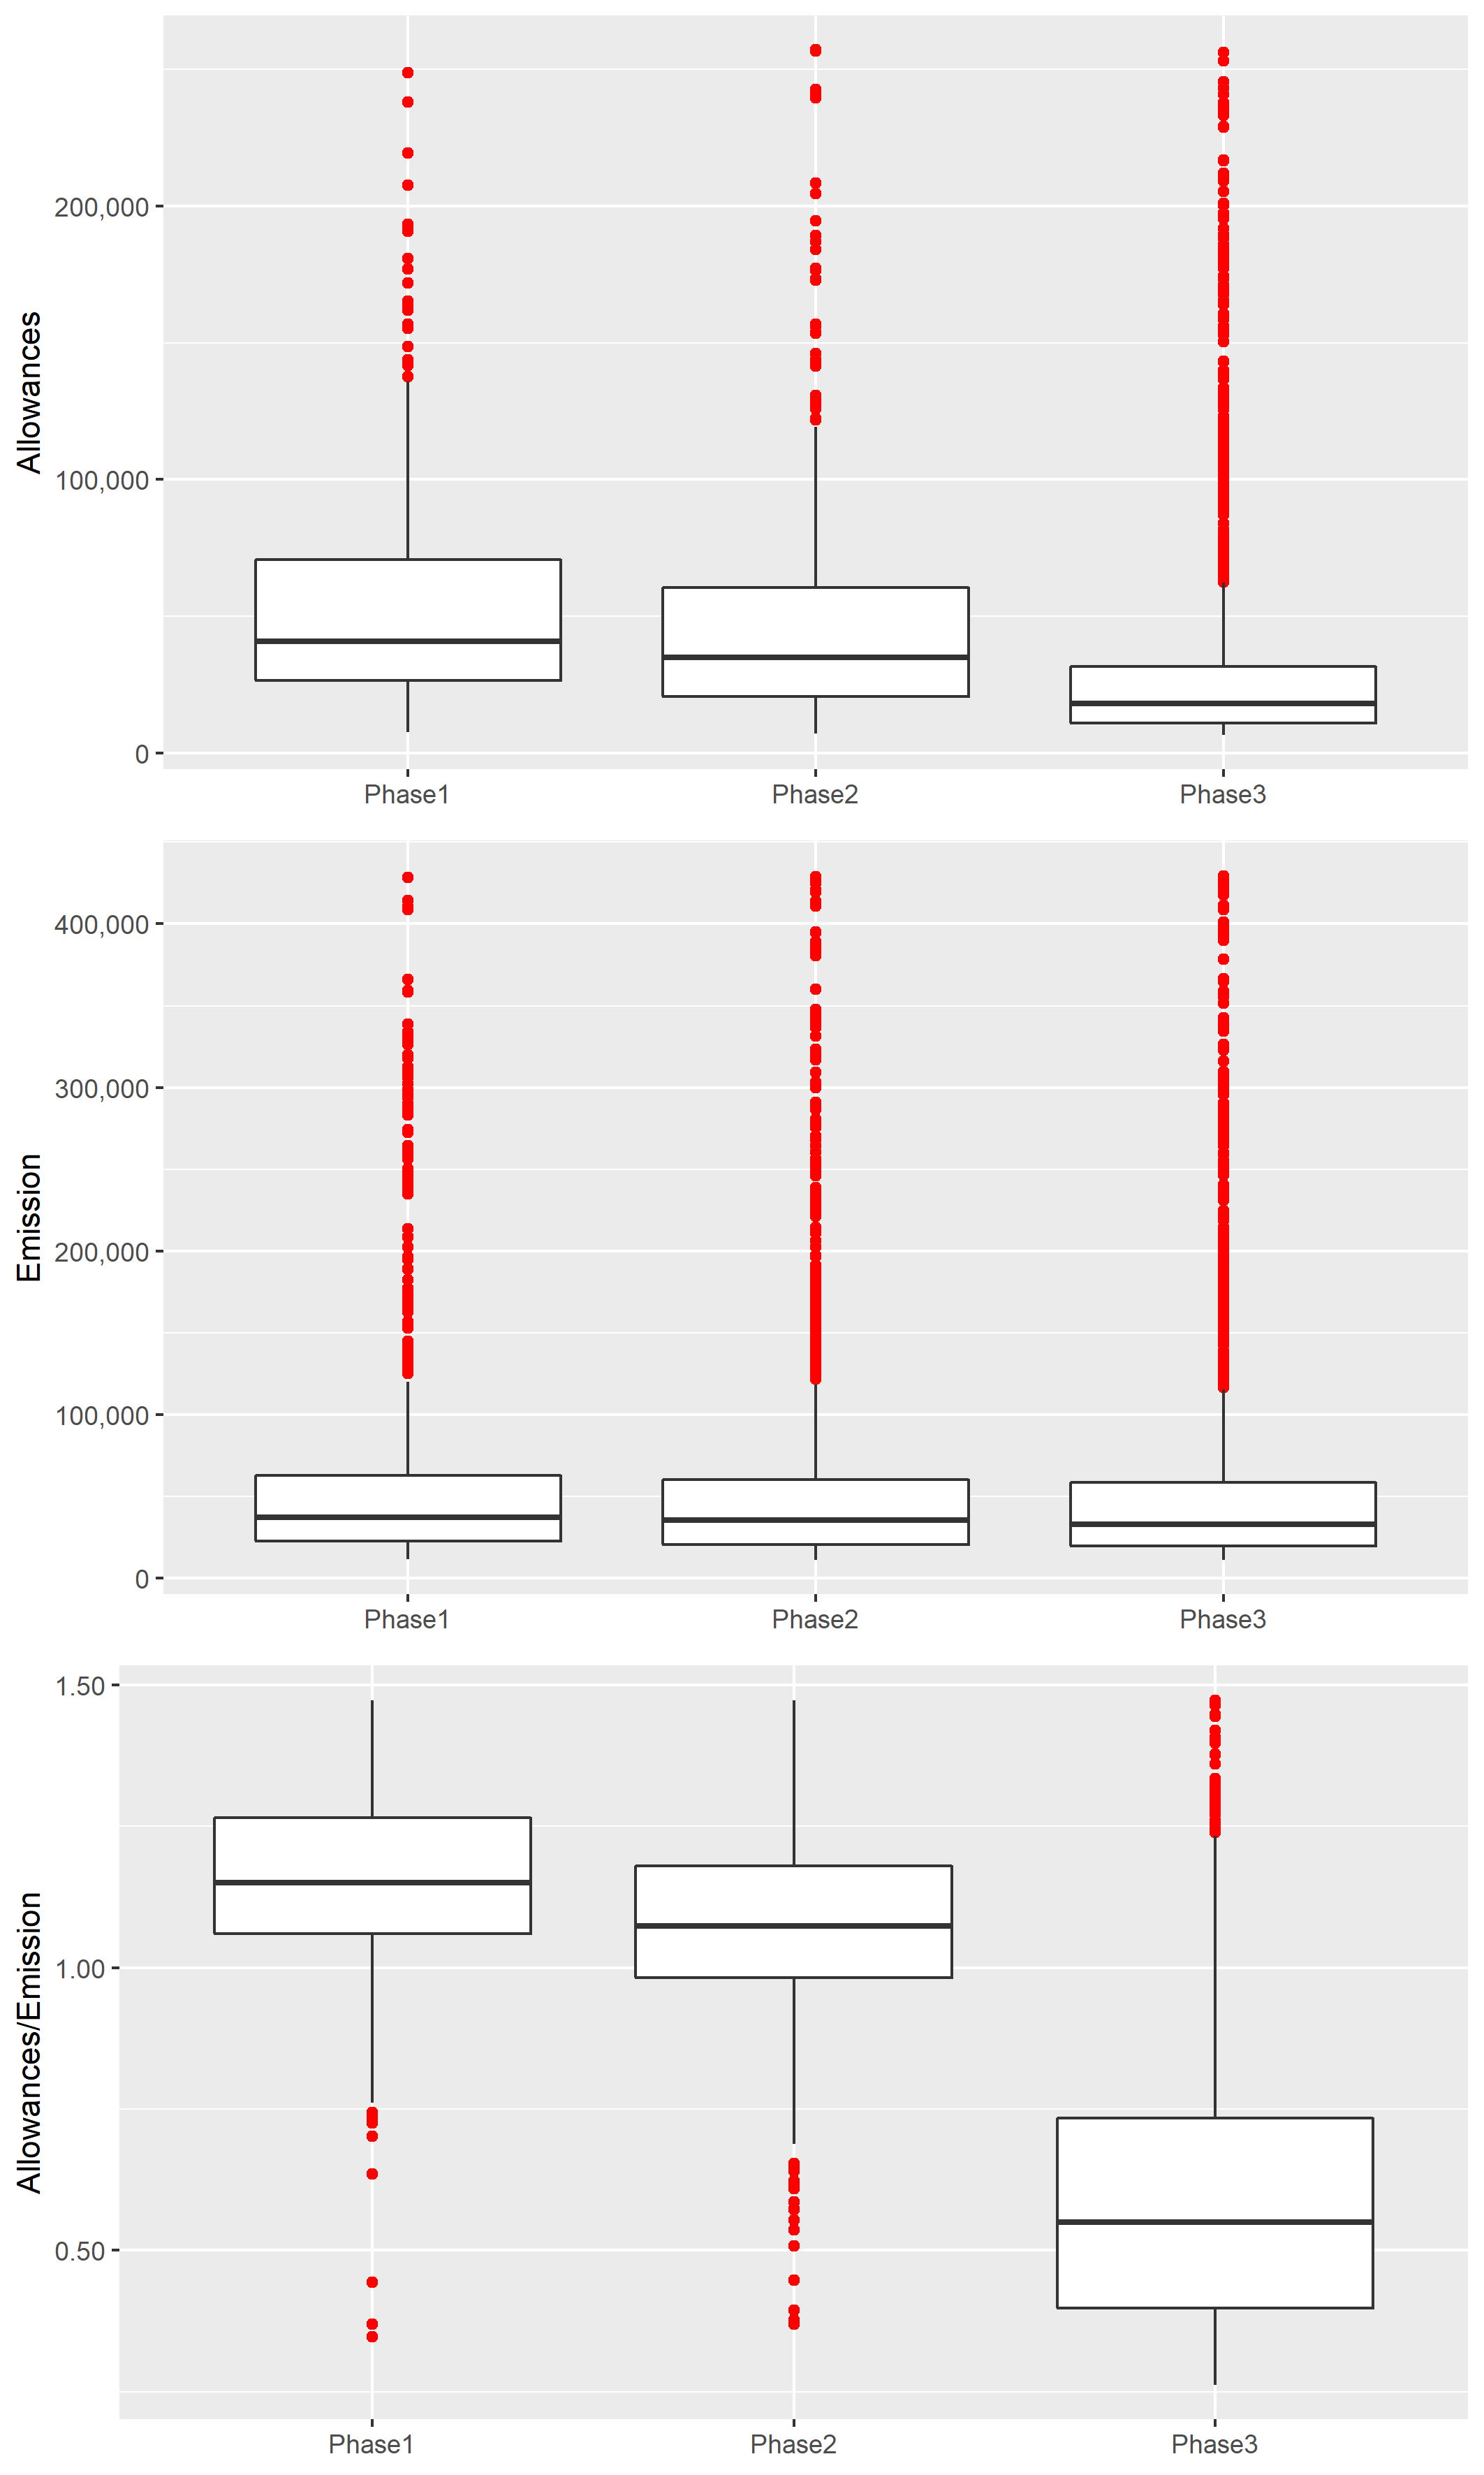 Allowances
200,000
100,000
0
Phase1 Phase2 Phase3
Emission
400,000
300,000
200,000
100,000
0
Phase1 Phase2 Phase3
Allowances/Emission
1.50
1.00
0.50
Phase1 Phase2 Phase3